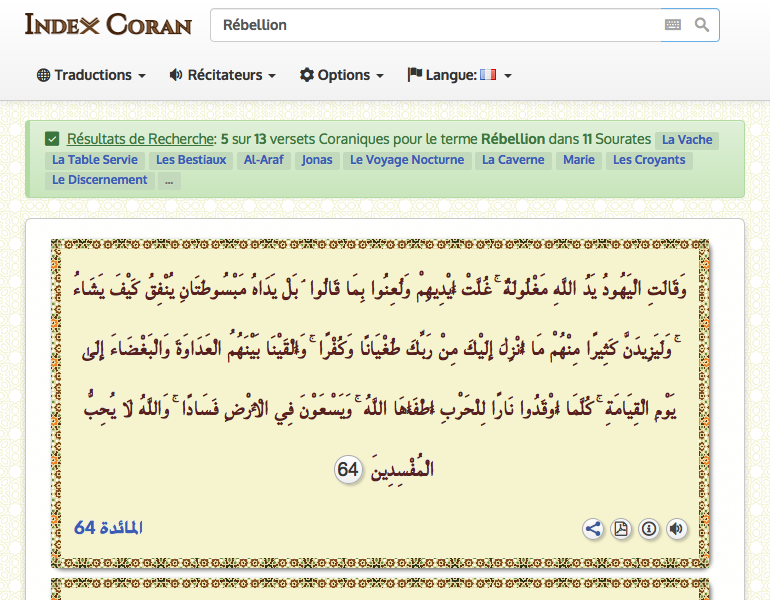 INDEX CORAN
Rébellion
Traductions Récitateurs Options Langue:
Résultats de Recherche: 5 sur 13 versets Coraniques pour le terme Rébellion dans 11 Sourates La Vache
La Table Servie Les Bestiaux Al-Araf Jonas Le Voyage Nocturne La Caverne Marie Les Croyants
Le Discernement ...
وَقَالَتِ الْيَهُودُ يَدُ اللَّهِ مَغْلُولَةٌ ۚ غُلَّتْ أَيْدِيهِمْ وَلُعِنُوا بِمَا قَالُوا ۘ بَلْ يَدَاهُ مَبْسُوطَتَانِ يُنْفِقُ كَيْفَ يَشَاءُ
ۚ وَلَيَزِيدَنَّ كَثِيرًا مِنْهُمْ مَا أُنْزِلَ إِلَيْكَ مِنْ رَبِّكَ طُغْيَانًا وَكُفْرًا ۚ وَأَلْقَيْنَا بَيْنَهُمُ الْعَدَاوَةَ وَالْبَغْضَاءَ إِلَىٰ
يَوْمِ الْقِيَامَةِ ۚ كُلَّمَا أَوْقَدُوا نَارًا لِلْحَرْبِ أَطْفَأَهَا اللَّهُ ۚ وَيَسْعَوْنَ فِي الْأَرْضِ فَسَادًا ۚ وَاللَّهُ لَا يُحِبُّ
الْمُفْسِدِينَ 64
المائدة 64